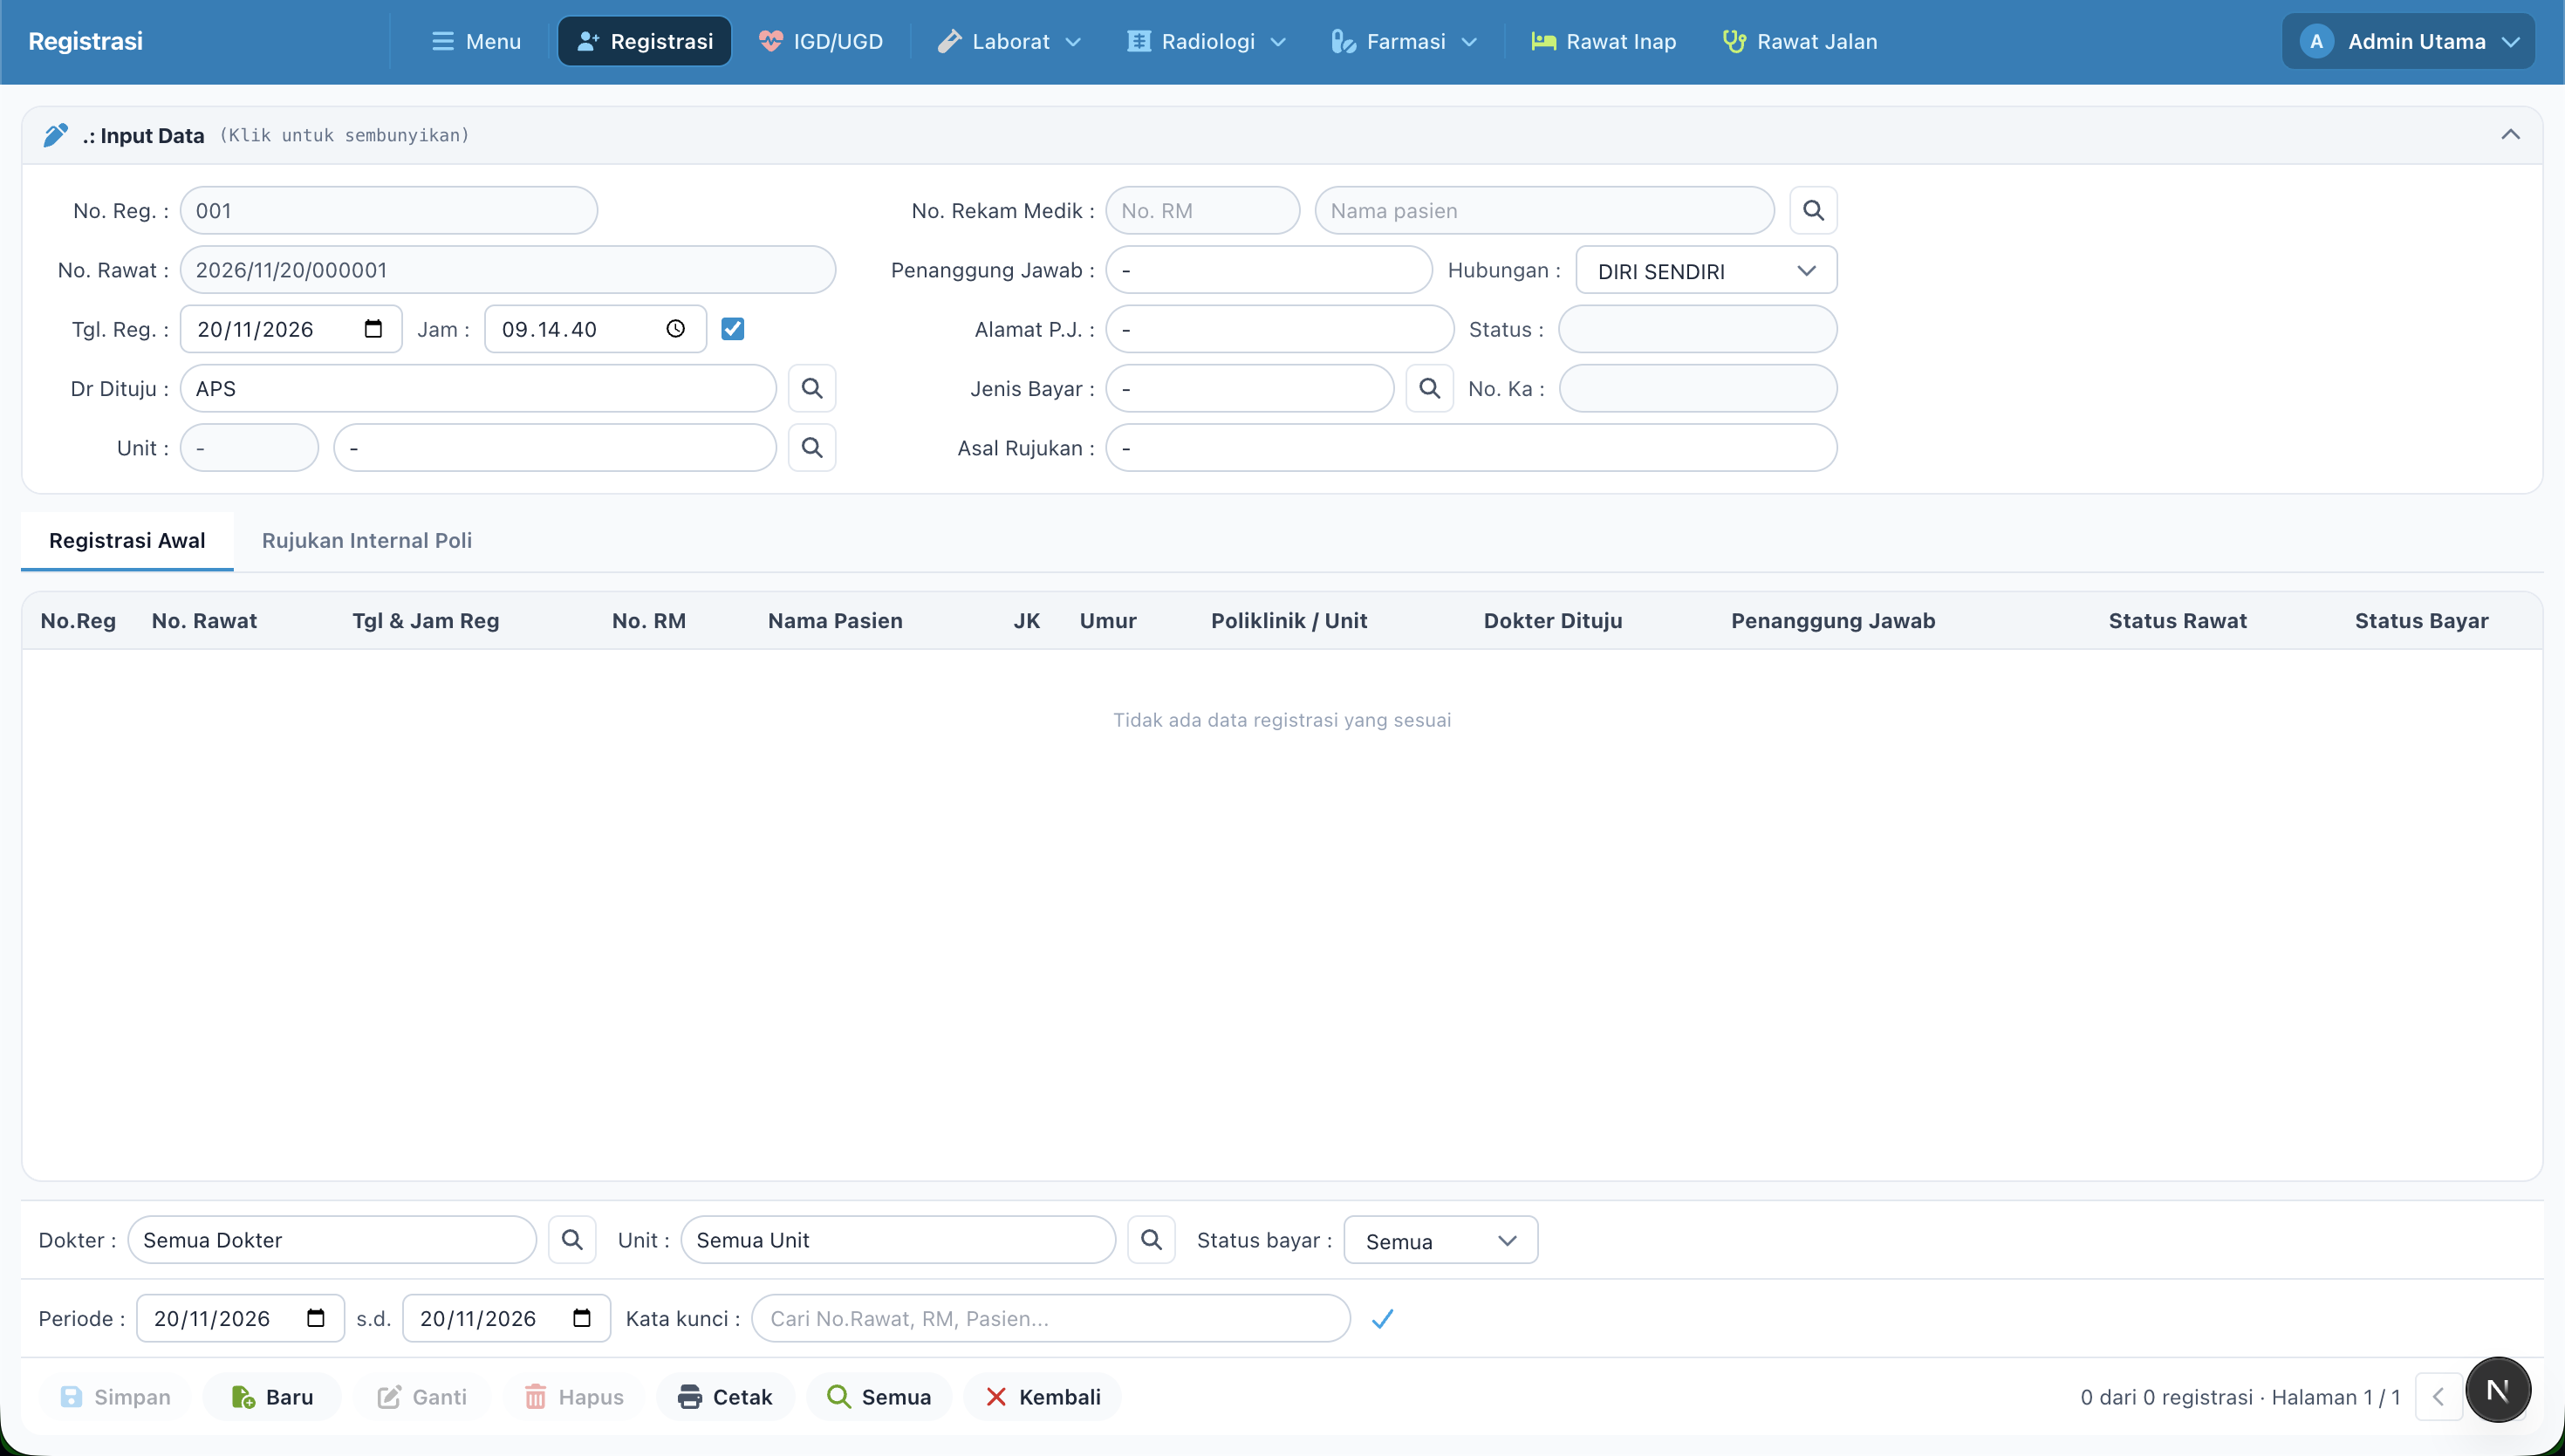 Registrasi Menu Registrasi IGD/UGD Laborat Radiologi Farmasi Rawat Inap Rawat Jalan A Admin Utama
.: Input Data (Klik untuk sembunyikan)
No. Reg. : 001 No. Rekam Medik : No. RM Nama pasien
No. Rawat : 2026/11/20/000001 Penanggung Jawab : - Hubungan : DIRI SENDIRI
Tgl. Reg. : 20/11/2026 Jam : 09.14.40 Alamat P.J. : - Status :
Dr Dituju : APS Jenis Bayar : - No. Ka :
Unit : - - Asal Rujukan : -
Registrasi Awal Rujukan Internal Poli
No.Reg No. Rawat Tgl & Jam Reg No. RM Nama Pasien JK Umur Poliklinik / Unit Dokter Dituju Penanggung Jawab Status Rawat Status Bayar
Tidak ada data registrasi yang sesuai
Dokter : Semua Dokter Unit : Semua Unit Status bayar : Semua
Periode : 20/11/2026 s.d. 20/11/2026 Kata kunci : Cari No.Rawat, RM, Pasien...
Simpan Baru Ganti Hapus Cetak Semua Kembali 0 dari 0 registrasi · Halaman 1 / 1 N